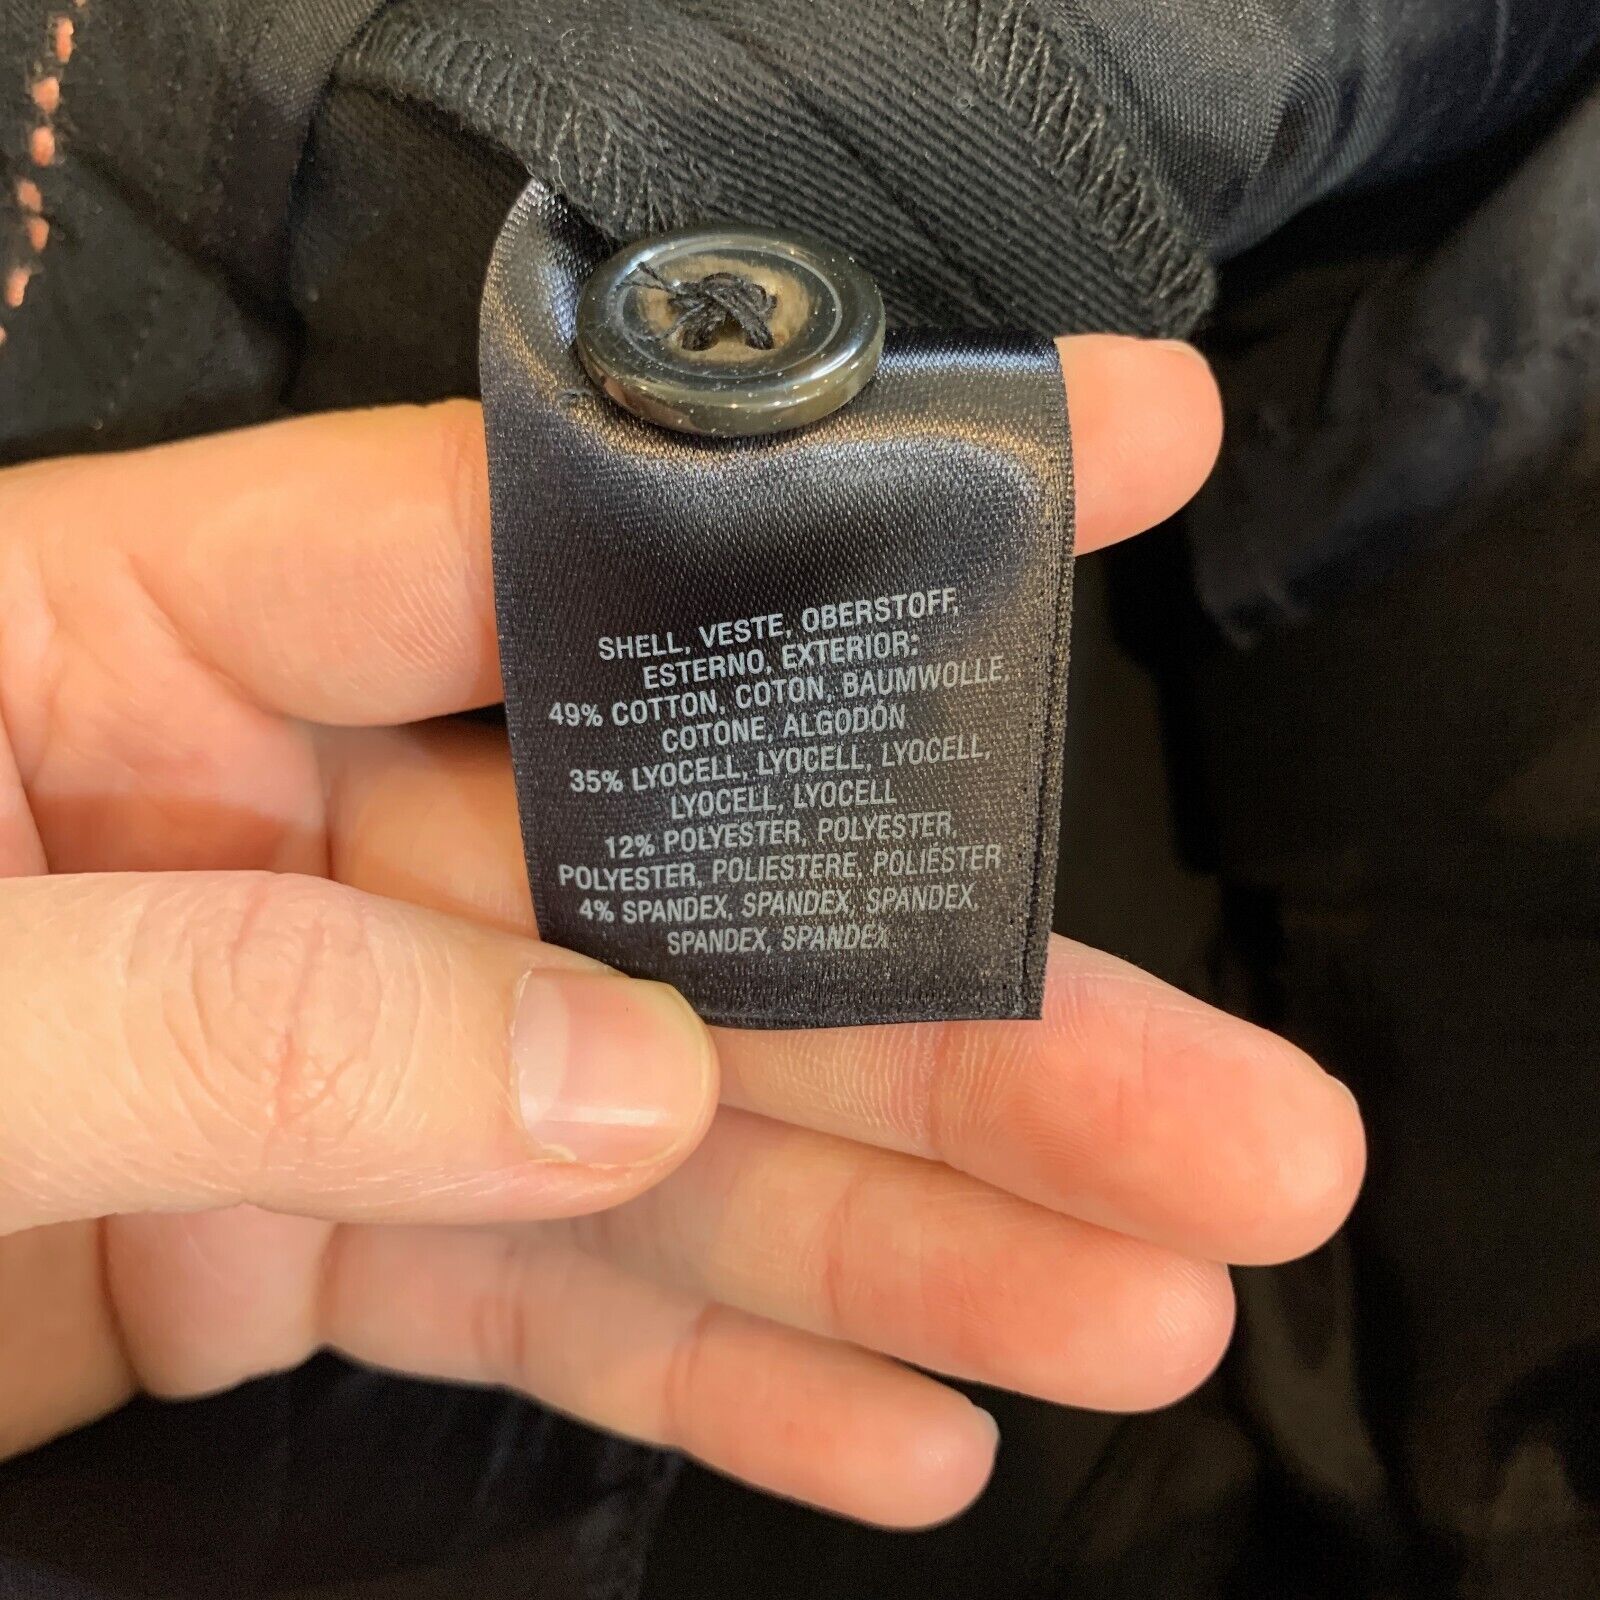 SHELL, VESTE, OBERSTOFF,
ESTERNO, EXTERIOR:
49% COTTON, COTON, BAUMWOLLE,
COTONE, ALGODÓN
35% LYOCELL, LYOCELL, LYOCELL,
LYOCELL, LYOCELL
12% POLYESTER, POLYESTER,
POLYESTER, POLIESTERE, POLIÉSTER
4% SPANDEX, SPANDEX, SPANDEX,
SPANDEX, SPANDEX